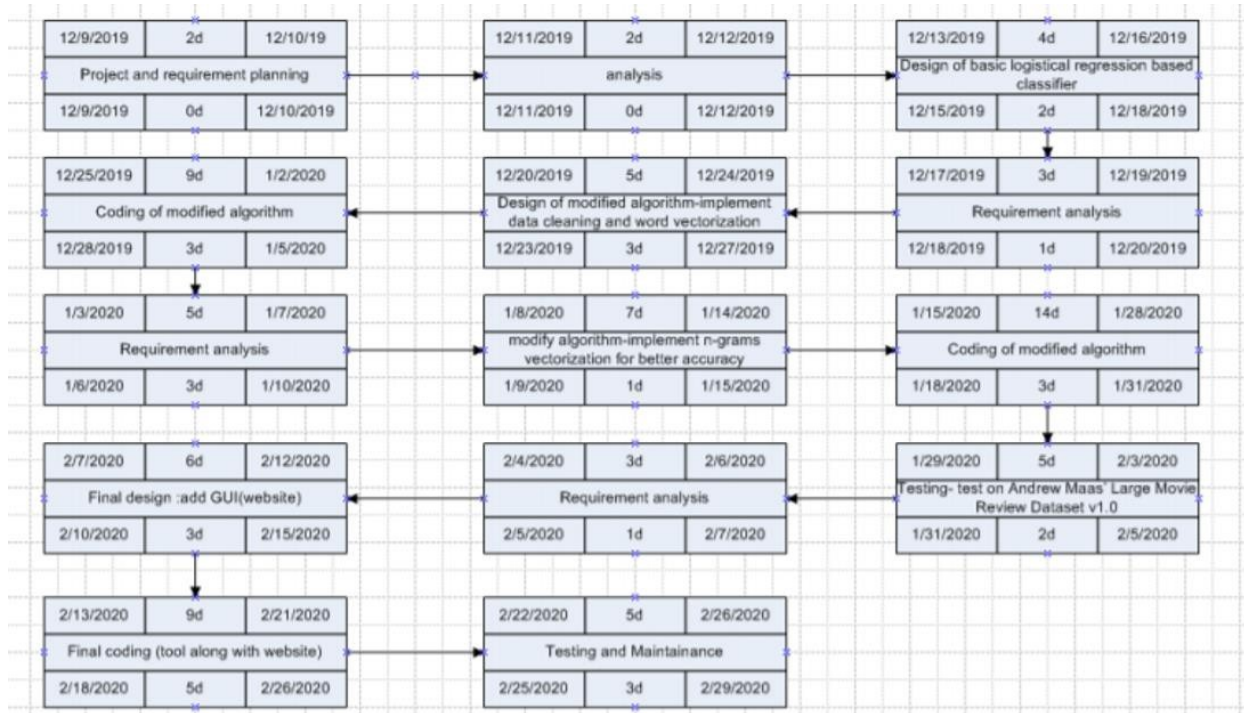 12/9/2019 2d 12/10/19
Project and requirement planning
12/9/2019 0d 12/10/2019
12/11/2019 2d 12/12/2019
analysis
12/11/2019 0d 12/12/2019
12/13/2019 4d 12/16/2019
Design of basic logistical regression based
classifier
12/15/2019 2d 12/18/2019
12/17/2019 3d 12/19/2019
Requirement analysis
12/18/2019 1d 12/20/2019
12/20/2019 5d 12/24/2019
Design of modified algorithm-implement
data cleaning and word vectorization
12/23/2019 3d 12/27/2019
12/25/2019 9d 1/2/2020
Coding of modified algorithm
12/28/2019 3d 1/5/2020
1/3/2020 5d 1/7/2020
Requirement analysis
1/6/2020 3d 1/10/2020
1/8/2020 7d 1/14/2020
modify algorithm-implement n-grams
vectorization for better accuracy
1/9/2020 1d 1/15/2020
1/15/2020 14d 1/28/2020
Coding of modified algorithm
1/18/2020 3d 1/31/2020
1/29/2020 5d 2/3/2020
Testing- test on Andrew Maas' Large Movie
Review Dataset v1.0
1/31/2020 2d 2/5/2020
2/4/2020 3d 2/6/2020
Requirement analysis
2/5/2020 1d 2/7/2020
2/7/2020 6d 2/12/2020
Final design :add GUI(website)
2/10/2020 3d 2/15/2020
2/13/2020 9d 2/21/2020
Final coding (tool along with website)
2/18/2020 5d 2/26/2020
2/22/2020 5d 2/26/2020
Testing and Maintainance
2/25/2020 3d 2/29/2020